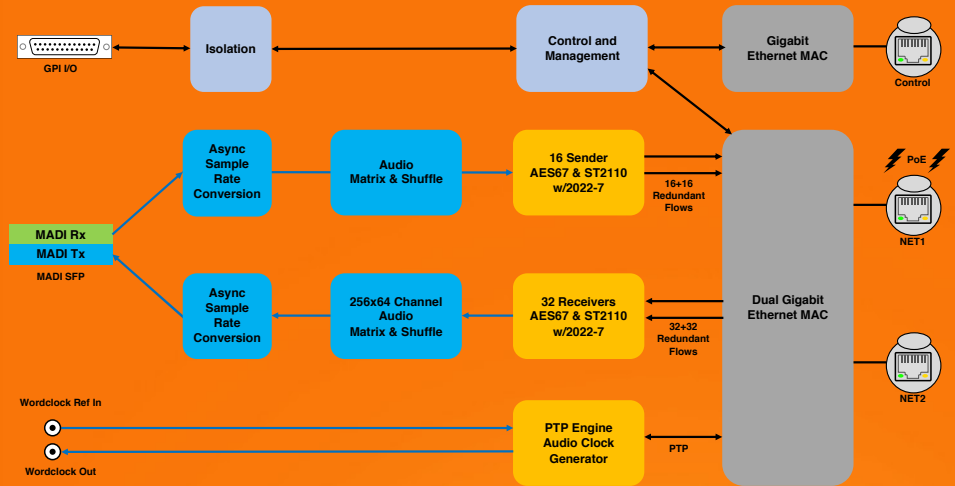 GPI I/O
Isolation
Control and
Management
Gigabit
Ethernet MAC
Control
Async
Sample
Rate
Conversion
Audio
Matrix & Shuffle
16 Sender
AES67 & ST2110
w/2022-7
16+16
Redundant
Flows
PoE
NET1
MADI Rx
MADI Tx
MADI SFP
Async
Sample
Rate
Conversion
256x64 Channel
Audio
Matrix & Shuffle
32 Receivers
AES67 & ST2110
w/2022-7
32+32
Redundant
Flows
Dual Gigabit
Ethernet MAC
NET2
Wordclock Ref In
Wordclock Out
PTP Engine
Audio Clock
Generator
PTP